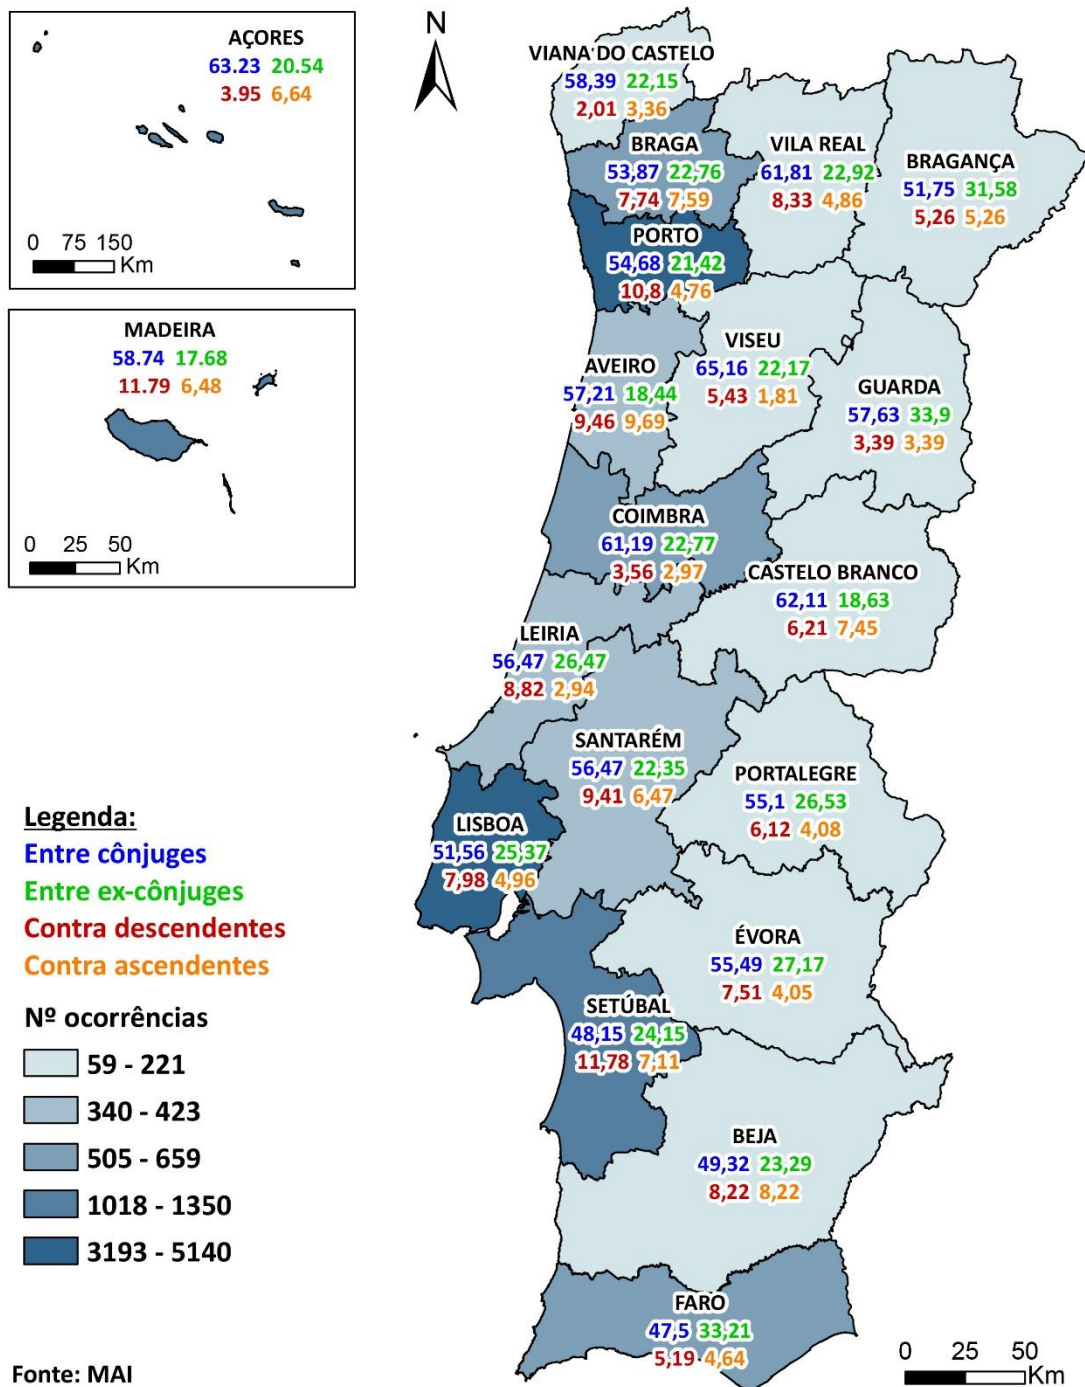 AÇORES
63.23 20.54
3.95 6,64
0 75 150
Km
MADEIRA
58.74 17.68
11.79 6,48
0 25 50
Km
N
VIANA DO CASTELO
58,39 22,15
2,01 3,36
BRAGA
53,87 22,76
7,74 7,59
VILA REAL
61,81 22,92
8,33 4,86
BRAGANÇA
51,75 31,58
5,26 5,26
PORTO
54,68 21,42
10,8 4,76
VISEU
65,16 22,17
5,43 1,81
AVEIRO
57,21 18,44
9,46 9,69
GUARDA
57,63 33,9
3,39 3,39
COIMBRA
61,19 22,77
3,56 2,97
CASTELO BRANCO
62,11 18,63
6,21 7,45
LEIRIA
56,47 26,47
8,82 2,94
SANTARÉM
56,47 22,35
9,41 6,47
PORTALEGRE
55,1 26,53
6,12 4,08
LISBOA
51,56 25,37
7,98 4,96
ÉVORA
55,49 27,17
7,51 4,05
SETÚBAL
48,15 24,15
11,78 7,11
BEJA
49,32 23,29
8,22 8,22
FARO
47,5 33,21
5,19 4,64
Legenda:
Entre cônjuges
Entre ex-cônjuges
Contra descendentes
Contra ascendentes
Nº ocorrências
59 - 221
340 - 423
505 - 659
1018 - 1350
3193 - 5140
Fonte: MAI
0 25 50
Km